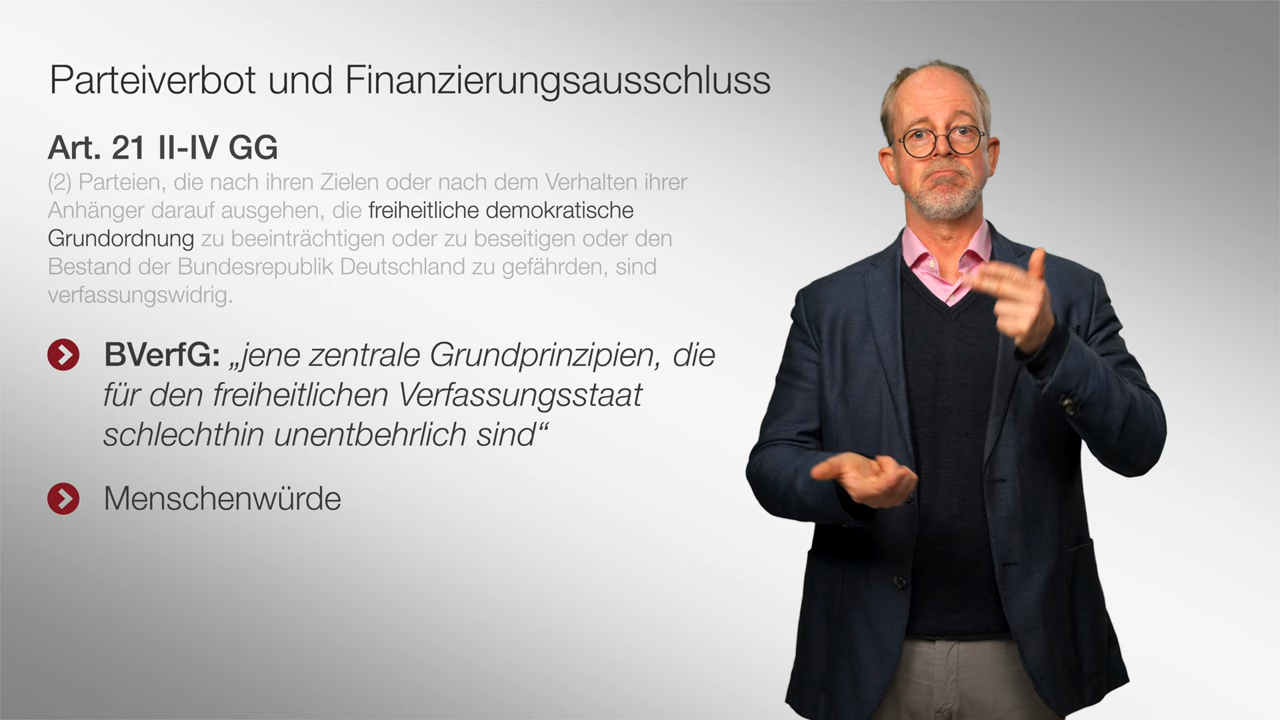 Parteiverbot und Finanzierungsausschluss
Art. 21 II-IV GG
(2) Parteien, die nach ihren Zielen oder nach dem Verhalten ihrer
Anhänger darauf ausgehen, die freiheitliche demokratische
Grundordnung zu beeinträchtigen oder zu beseitigen oder den
Bestand der Bundesrepublik Deutschland zu gefährden, sind
verfassungswidrig.
BVerfG: „jene zentrale Grundprinzipien, die
für den freiheitlichen Verfassungsstaat
schlechthin unentbehrlich sind“
Menschenwürde